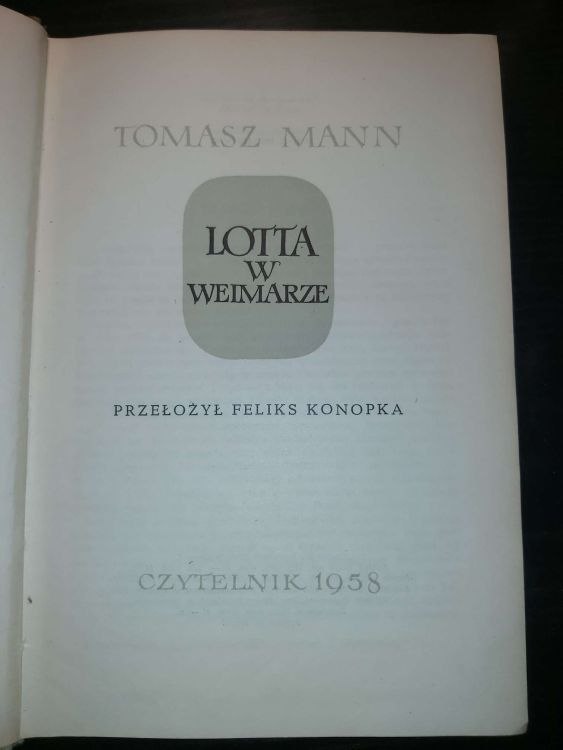 TOMASZ MANN
LOTTA
W
WEIMARZE
PRZEŁOŻYŁ FELIKS KONOPKA
CZYTELNIK 1958